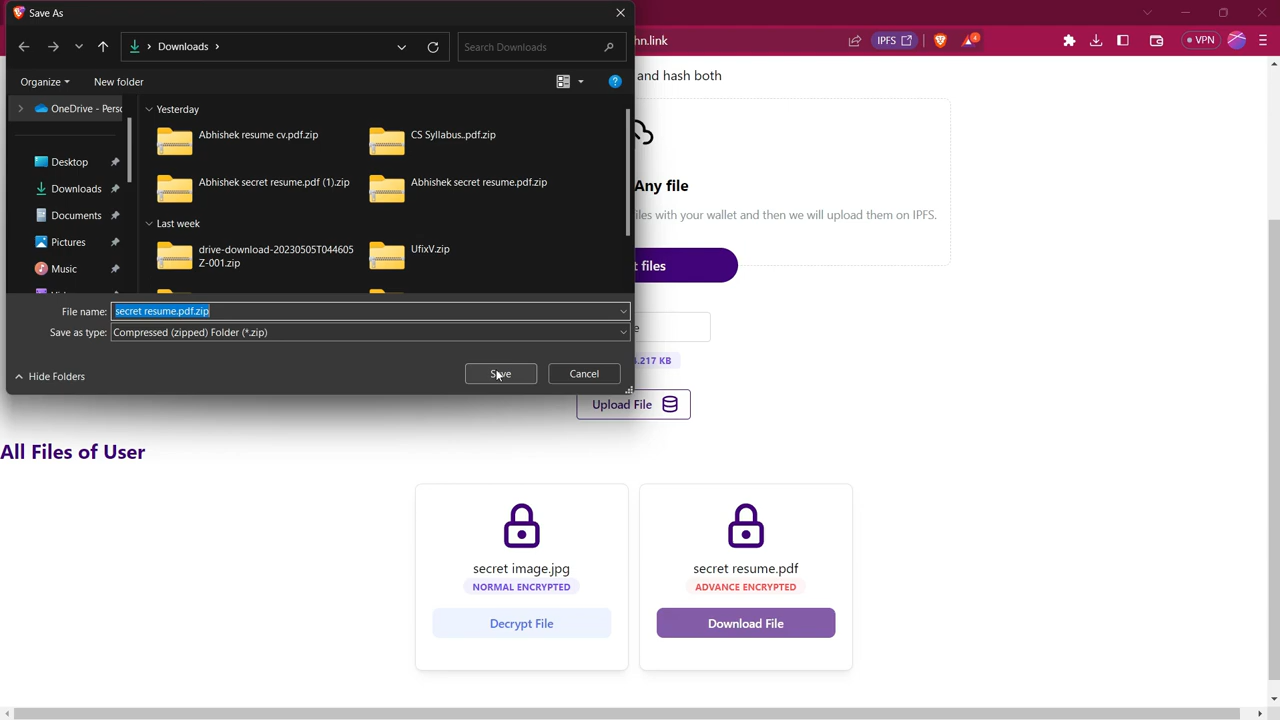 Save As
hn.link
IPFS
4
VPN
Downloads
Search Downloads
Organize
New folder
?
and hash both
OneDrive - Pers
Yesterday
Abhishek resume cv.pdf.zip
CS Syllabus..pdf.zip
Desktop
Downloads
Abhishek secret resume.pdf (1).zip
Abhishek secret resume.pdf.zip
Any file
Documents
iles with your wallet and then we will upload them on IPFS.
Last week
Pictures
drive-download-20230505T044605
Z-001.zip
UfixV.zip
Music
t files
File name: secret resume.pdf.zip
Save as type: Compressed (zipped) Folder (*.zip)
e
.217 KB
Hide Folders
Save
Cancel
Upload File
All Files of User
secret image.jpg
NORMAL ENCRYPTED
Decrypt File
secret resume.pdf
ADVANCE ENCRYPTED
Download File